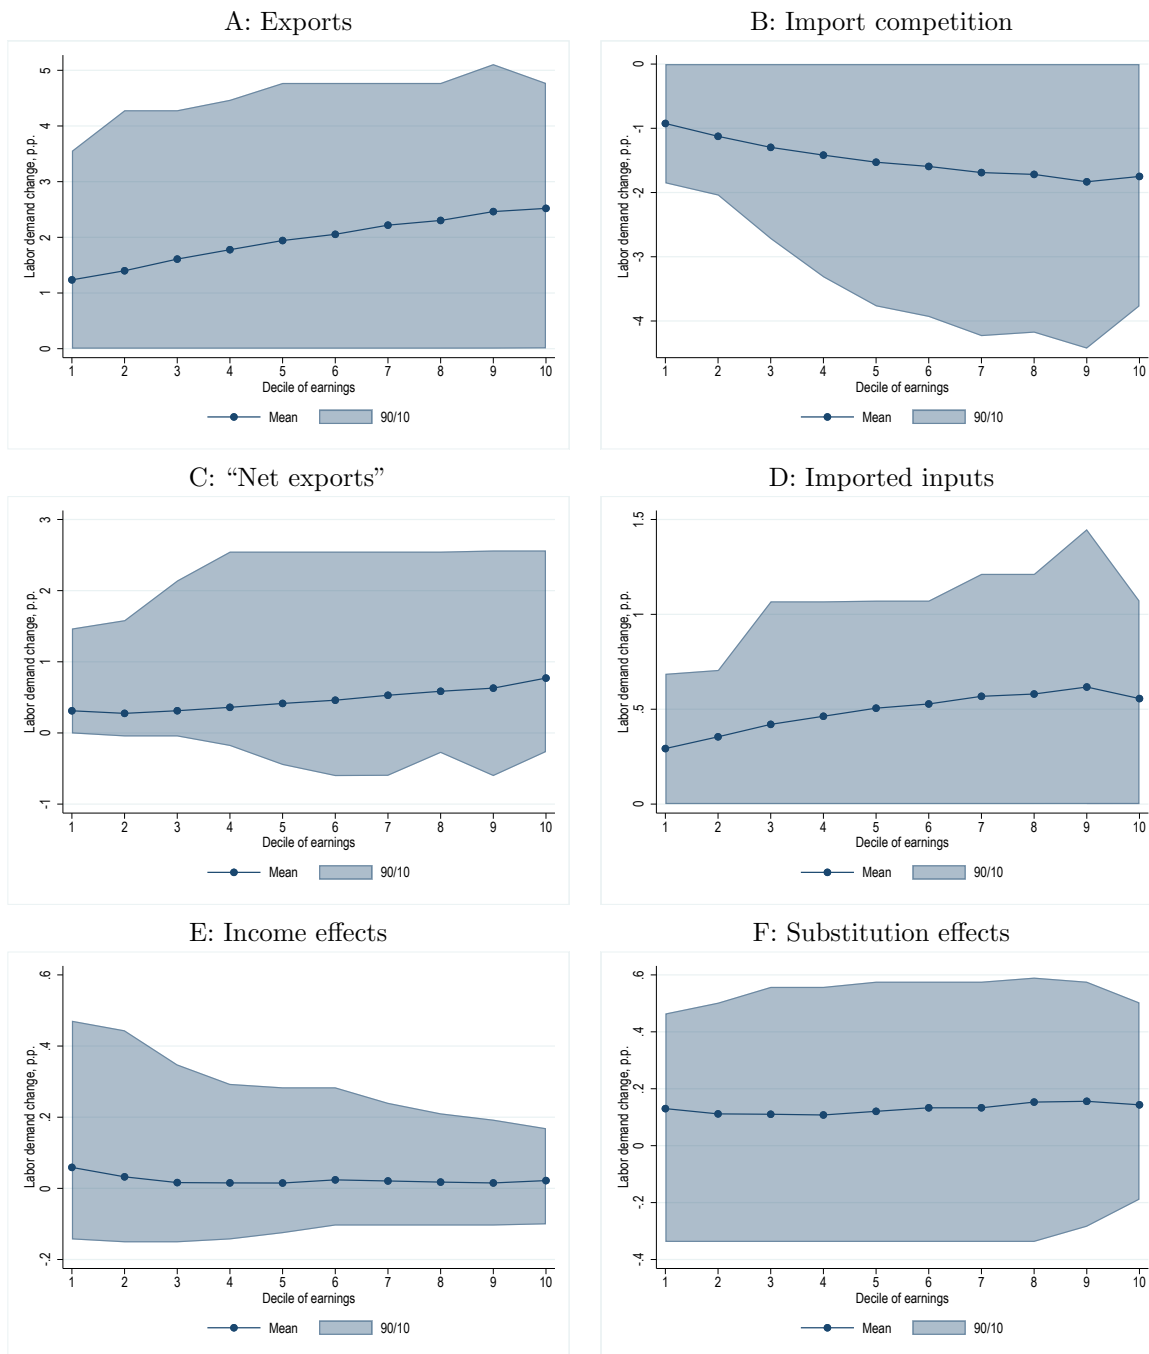 A: Exports
Labor demand change, p.p.
5
4
3
2
1
0
1 2 3 4 5 6 7 8 9 10
Decile of earnings
Mean 90/10
B: Import competition
Labor demand change, p.p.
0
-1
-2
-3
-4
1 2 3 4 5 6 7 8 9 10
Decile of earnings
Mean 90/10
C: “Net exports”
Labor demand change, p.p.
3
2
1
0
-1
1 2 3 4 5 6 7 8 9 10
Decile of earnings
Mean 90/10
D: Imported inputs
Labor demand change, p.p.
1.5
1
.5
0
1 2 3 4 5 6 7 8 9 10
Decile of earnings
Mean 90/10
E: Income effects
Labor demand change, p.p.
.6
.4
.2
0
-.2
1 2 3 4 5 6 7 8 9 10
Decile of earnings
Mean 90/10
F: Substitution effects
Labor demand change, p.p.
.6
.4
.2
0
-.2
-.4
1 2 3 4 5 6 7 8 9 10
Decile of earnings
Mean 90/10